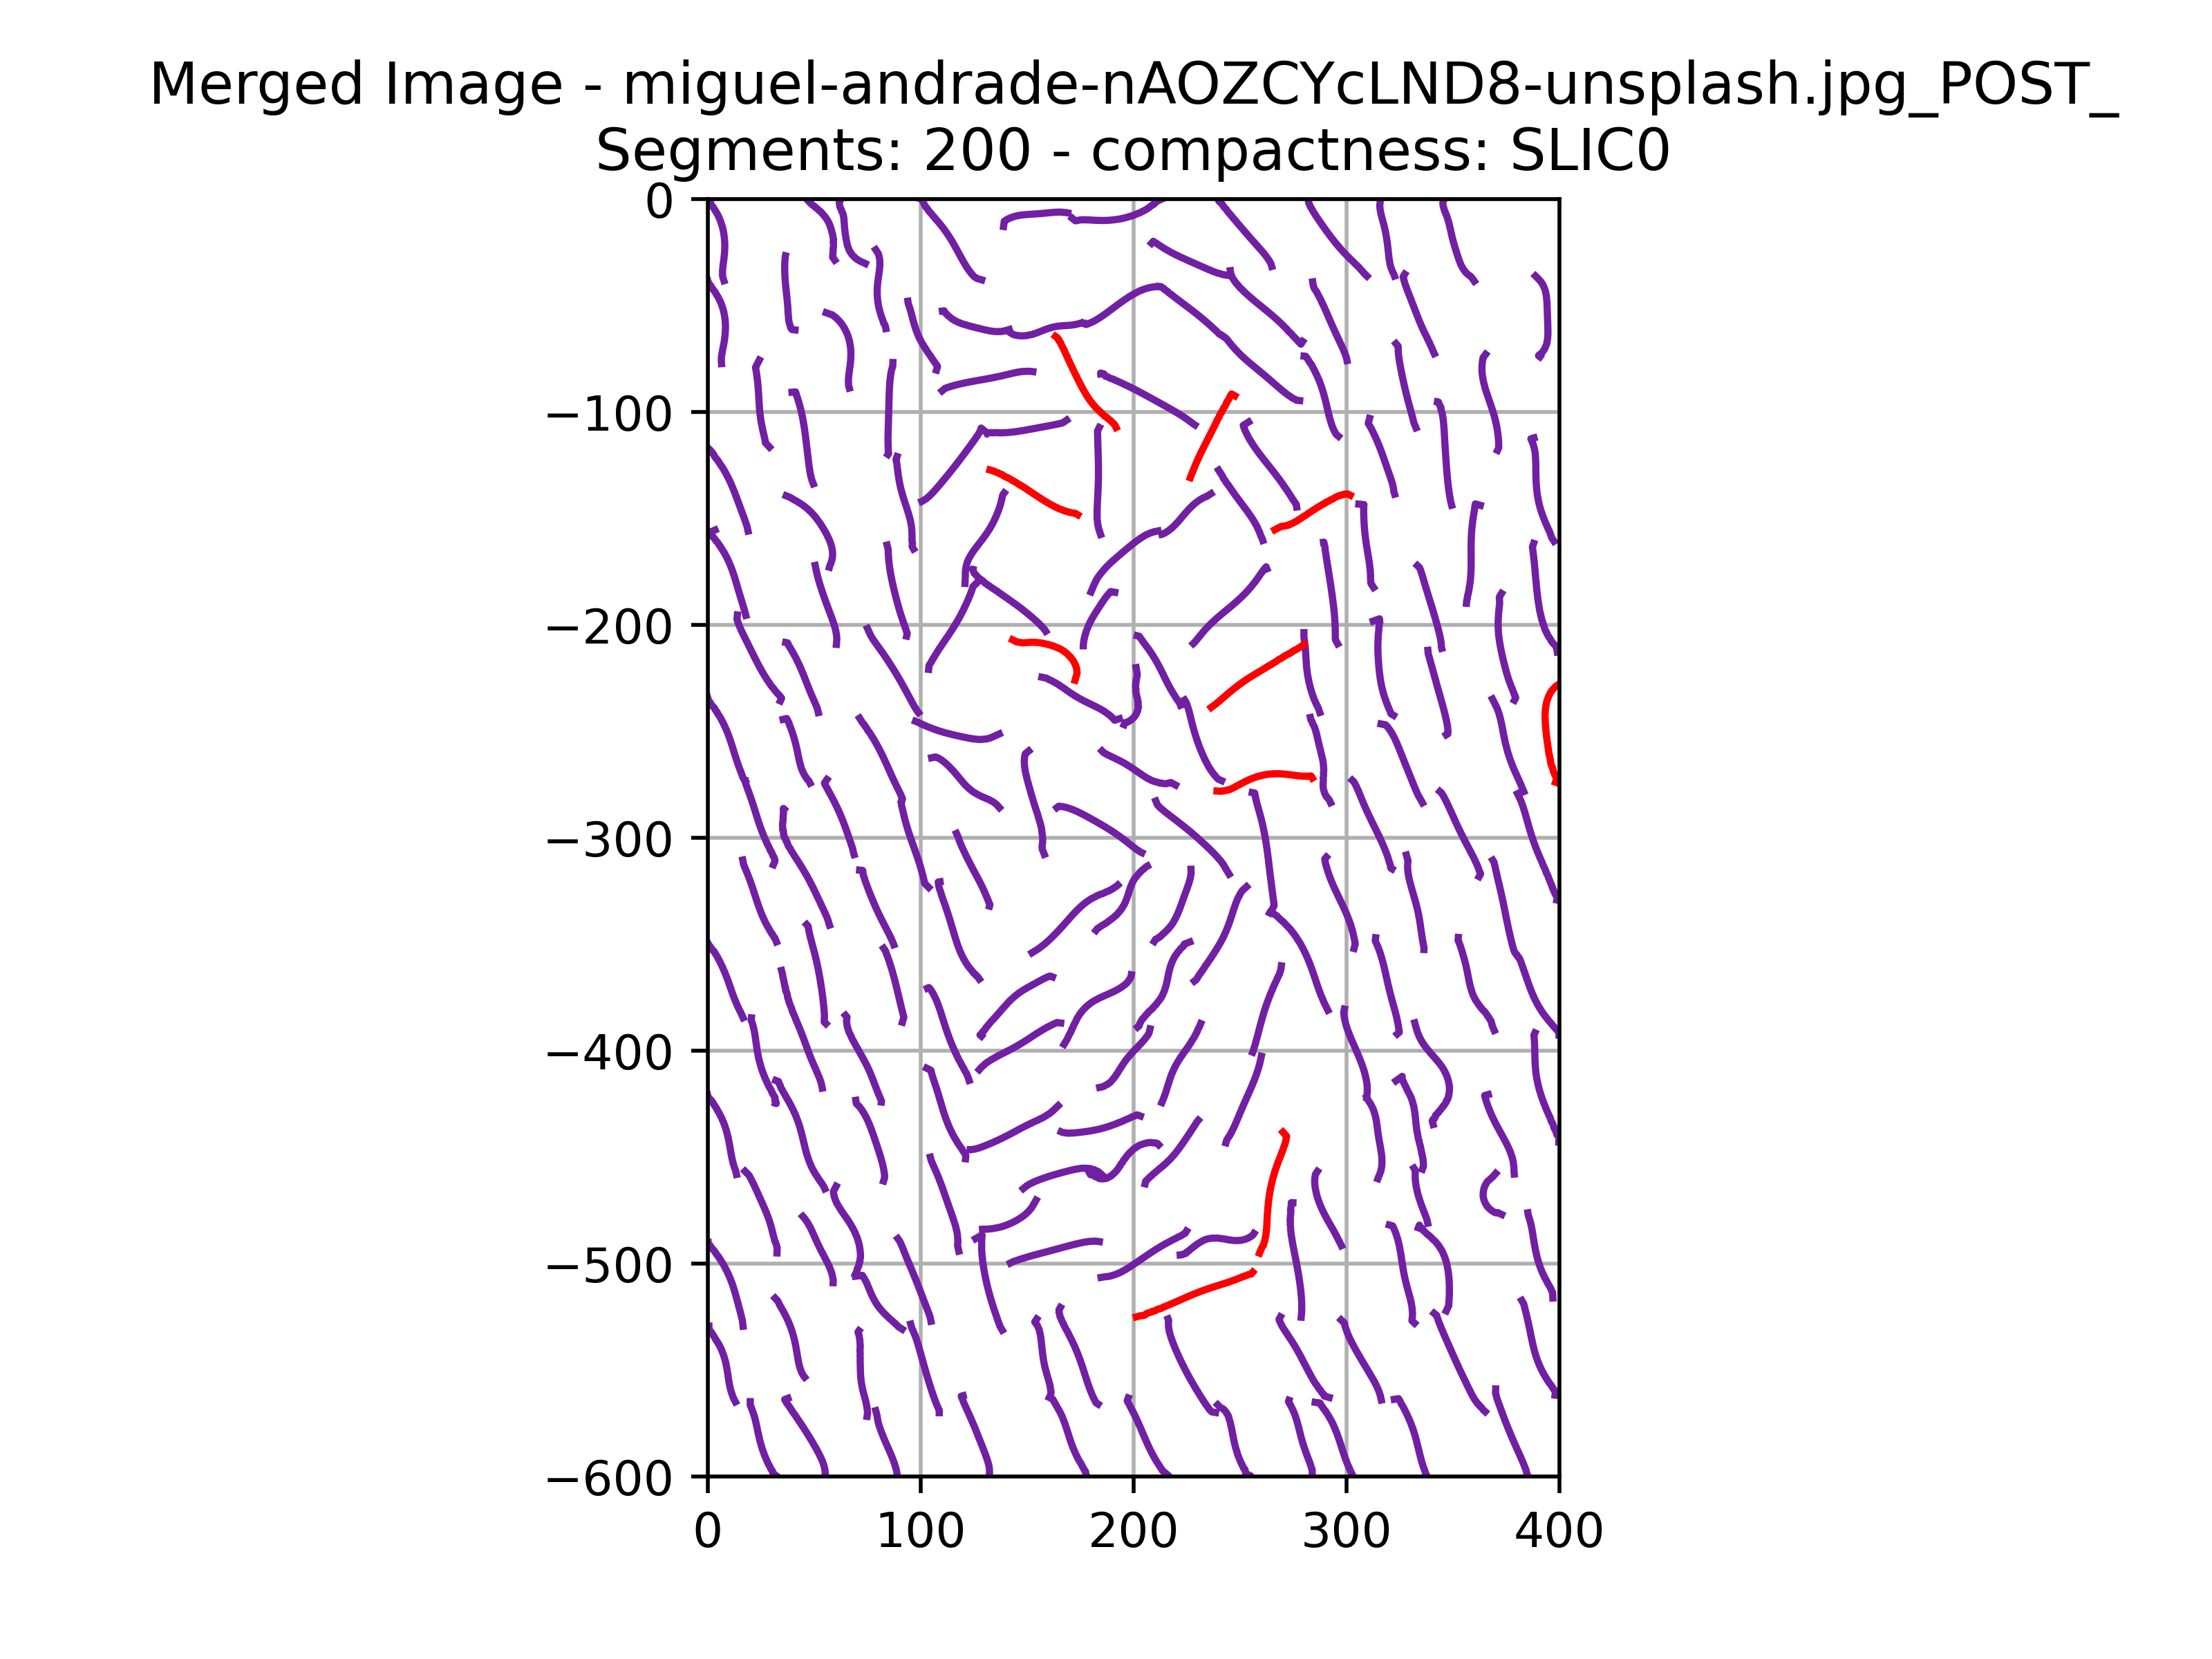 Merged Image - miguel-andrade-nAOZCYcLND8-unsplash.jpg_POST_
Segments: 200 - compactness: SLIC0
0
−100
−200
−300
−400
−500
−600
0 100 200 300 400